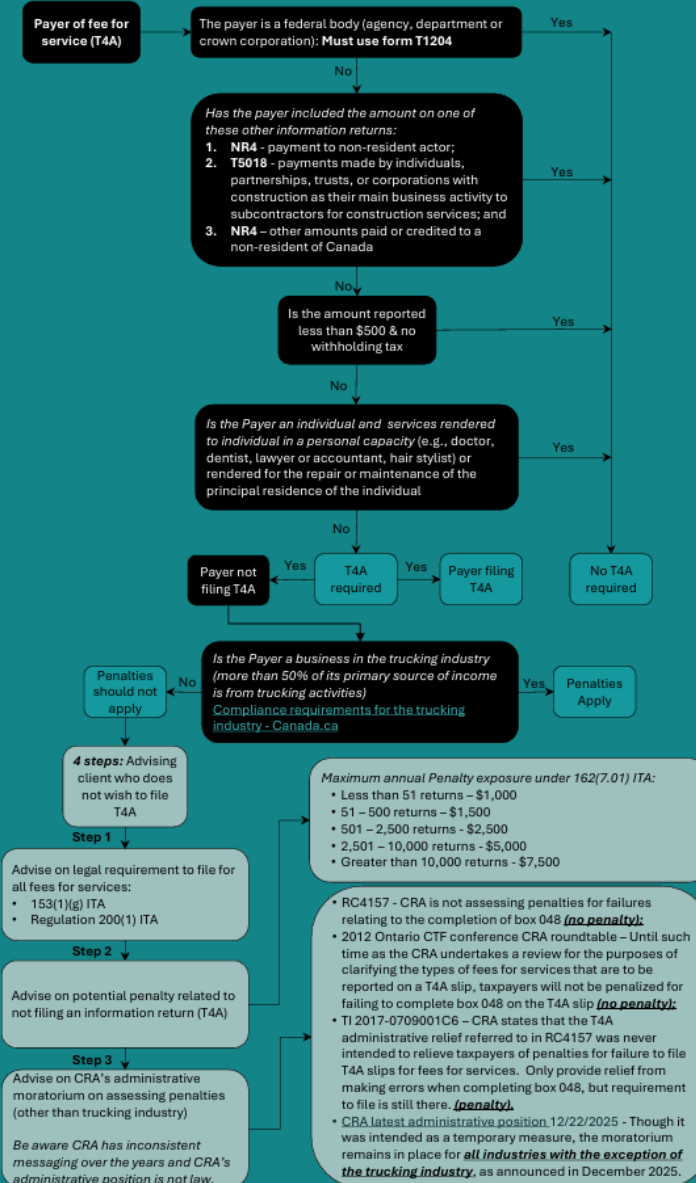 Payer of fee for
service (T4A)
The payer is a federal body (agency, department or
crown corporation): Must use form T1204
Yes
No
Has the payer included the amount on one of
these other information returns:
1. NR4 - payment to non-resident actor;
2. T5018 - payments made by individuals,
partnerships, trusts, or corporations with
construction as their main business activity to
subcontractors for construction services; and
3. NR4 – other amounts paid or credited to a
non-resident of Canada
Yes
No
Is the amount reported
less than $500 & no
withholding tax
Yes
No
Is the Payer an individual and services rendered
to individual in a personal capacity (e.g., doctor,
dentist, lawyer or accountant, hair stylist) or
rendered for the repair or maintenance of the
principal residence of the individual
Yes
No
Payer not
filing T4A
Yes
T4A
required
Yes
Payer filing
T4A
No T4A
required
Is the Payer a business in the trucking industry
(more than 50% of its primary source of income
is from trucking activities)
Compliance requirements for the trucking
industry - Canada.ca
No
Penalties
should not
apply
Yes
Penalties
Apply
4 steps: Advising
client who does
not wish to file
T4A
Step 1
Advise on legal requirement to file for
all fees for services:
• 153(1)(g) ITA
• Regulation 200(1) ITA
Step 2
Advise on potential penalty related to
not filing an information return (T4A)
Step 3
Advise on CRA's administrative
moratorium on assessing penalties
(other than trucking industry)
Be aware CRA has inconsistent
messaging over the years and CRA's
administrative position is not law.
Maximum annual Penalty exposure under 162(7.01) ITA:
• Less than 51 returns – $1,000
• 51 – 500 returns – $1,500
• 501 – 2,500 returns - $2,500
• 2,501 – 10,000 returns - $5,000
• Greater than 10,000 returns - $7,500
• RC4157 - CRA is not assessing penalties for failures
relating to the completion of box 048 (no penalty);
• 2012 Ontario CTF conference CRA roundtable – Until such
time as the CRA undertakes a review for the purposes of
clarifying the types of fees for services that are to be
reported on a T4A slip, taxpayers will not be penalized for
failing to complete box 048 on the T4A slip (no penalty);
• TI 2017-0709001C6 – CRA states that the T4A
administrative relief referred to in RC4157 was never
intended to relieve taxpayers of penalties for failure to file
T4A slips for fees for services. Only provide relief from
making errors when completing box 048, but requirement
to file is still there. (penalty).
• CRA latest administrative position 12/22/2025 - Though it
was intended as a temporary measure, the moratorium
remains in place for all industries with the exception of
the trucking industry, as announced in December 2025.